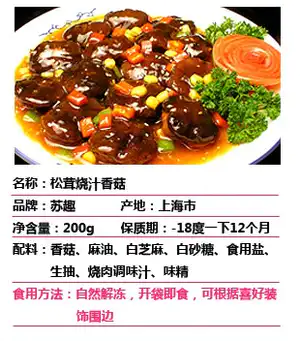 名称：松茸烧汁香菇
品牌：苏趣 产地：上海市
净含量：200g 保质期：-18度一下12个月
配料：香菇、麻油、白芝麻、白砂糖、食用盐、
生抽、烧肉调味汁、味精
食用方法：自然解冻，开袋即食，可根据喜好装
饰围边